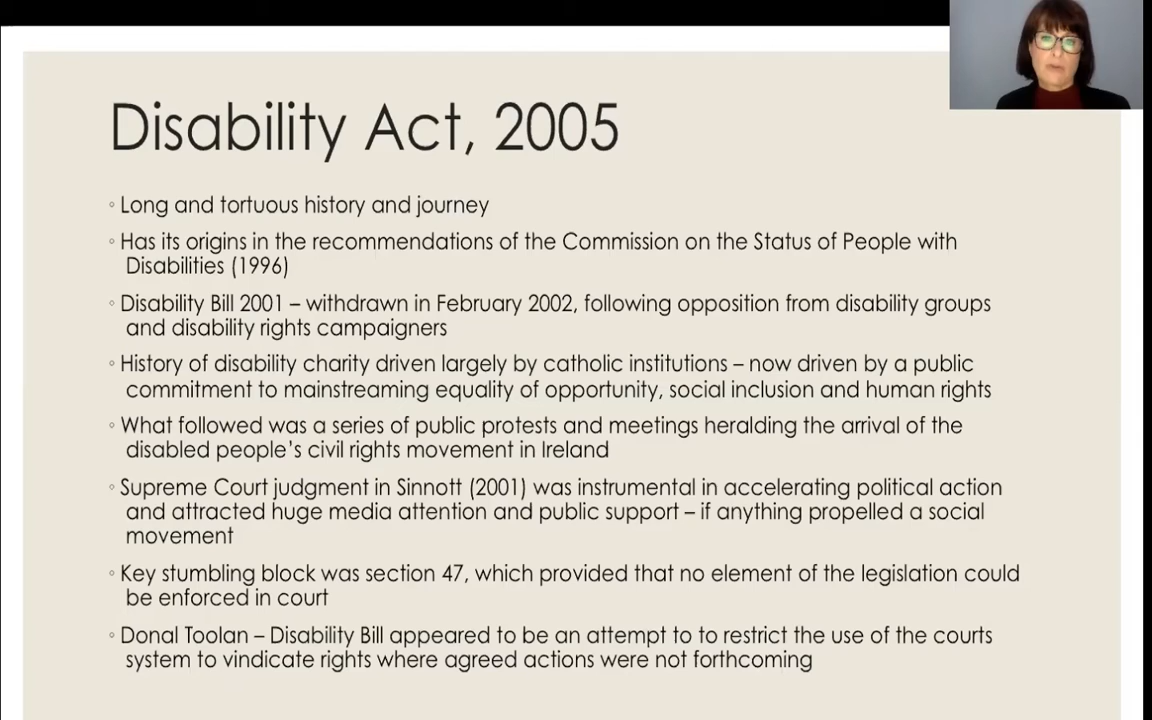 Disability Act, 2005
◦ Long and tortuous history and journey
◦ Has its origins in the recommendations of the Commission on the Status of People with
Disabilities (1996)
◦ Disability Bill 2001 – withdrawn in February 2002, following opposition from disability groups
and disability rights campaigners
◦ History of disability charity driven largely by catholic institutions – now driven by a public
commitment to mainstreaming equality of opportunity, social inclusion and human rights
◦ What followed was a series of public protests and meetings heralding the arrival of the
disabled people’s civil rights movement in Ireland
◦ Supreme Court judgment in Sinnott (2001) was instrumental in accelerating political action
and attracted huge media attention and public support – if anything propelled a social
movement
◦ Key stumbling block was section 47, which provided that no element of the legislation could
be enforced in court
◦ Donal Toolan – Disability Bill appeared to be an attempt to to restrict the use of the courts
system to vindicate rights where agreed actions were not forthcoming